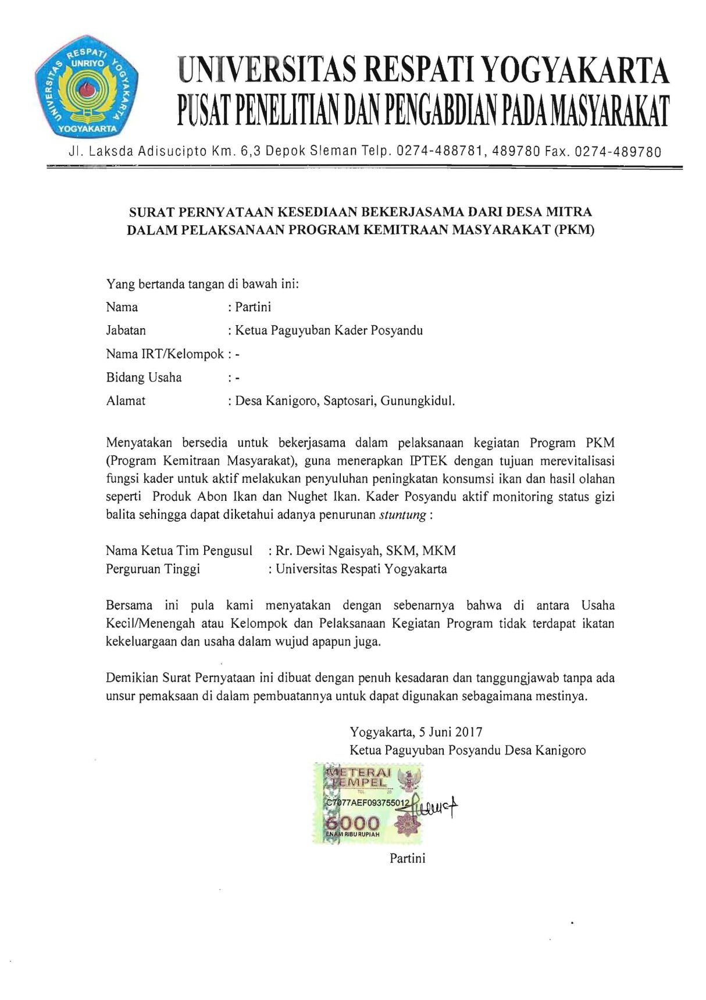 UNIVERSITAS RESPATI YOGYAKARTA
UNRIYO
YOGYAKARTA
UNIVERSITAS RESPATI YOGYAKARTA
PUSAT PENELITIAN DAN PENGABDIAN PADA MASYARAKAT
Jl. Laksda Adisucipto Km. 6,3 Depok Sleman Telp. 0274-488781, 489780 Fax. 0274-489780
SURAT PERNYATAAN KESEDIAAN BEKERJASAMA DARI DESA MITRA
DALAM PELAKSANAAN PROGRAM KEMITRAAN MASYARAKAT (PKM)
Yang bertanda tangan di bawah ini:
Nama : Partini
Jabatan : Ketua Paguyuban Kader Posyandu
Nama IRT/Kelompok : -
Bidang Usaha : -
Alamat : Desa Kanigoro, Saptosari, Gunungkidul.
Menyatakan bersedia untuk bekerjasama dalam pelaksanaan kegiatan Program PKM
(Program Kemitraan Masyarakat), guna menerapkan IPTEK dengan tujuan merevitalisasi
fungsi kader untuk aktif melakukan penyuluhan peningkatan konsumsi ikan dan hasil olahan
seperti Produk Abon Ikan dan Nughet Ikan. Kader Posyandu aktif monitoring status gizi
balita sehingga dapat diketahui adanya penurunan stuntung :
Nama Ketua Tim Pengusul : Rr. Dewi Ngaisyah, SKM, MKM
Perguruan Tinggi : Universitas Respati Yogyakarta
Bersama ini pula kami menyatakan dengan sebenarnya bahwa di antara Usaha
Kecil/Menengah atau Kelompok dan Pelaksanaan Kegiatan Program tidak terdapat ikatan
kekeluargaan dan usaha dalam wujud apapun juga.
Demikian Surat Pernyataan ini dibuat dengan penuh kesadaran dan tanggungjawab tanpa ada
unsur pemaksaan di dalam pembuatannya untuk dapat digunakan sebagaimana mestinya.
Yogyakarta, 5 Juni 2017
Ketua Paguyuban Posyandu Desa Kanigoro
METERAI
TEMPEL
TGL 20
C7077AEF093755012
6000
ENAM RIBU RUPIAH
Partini